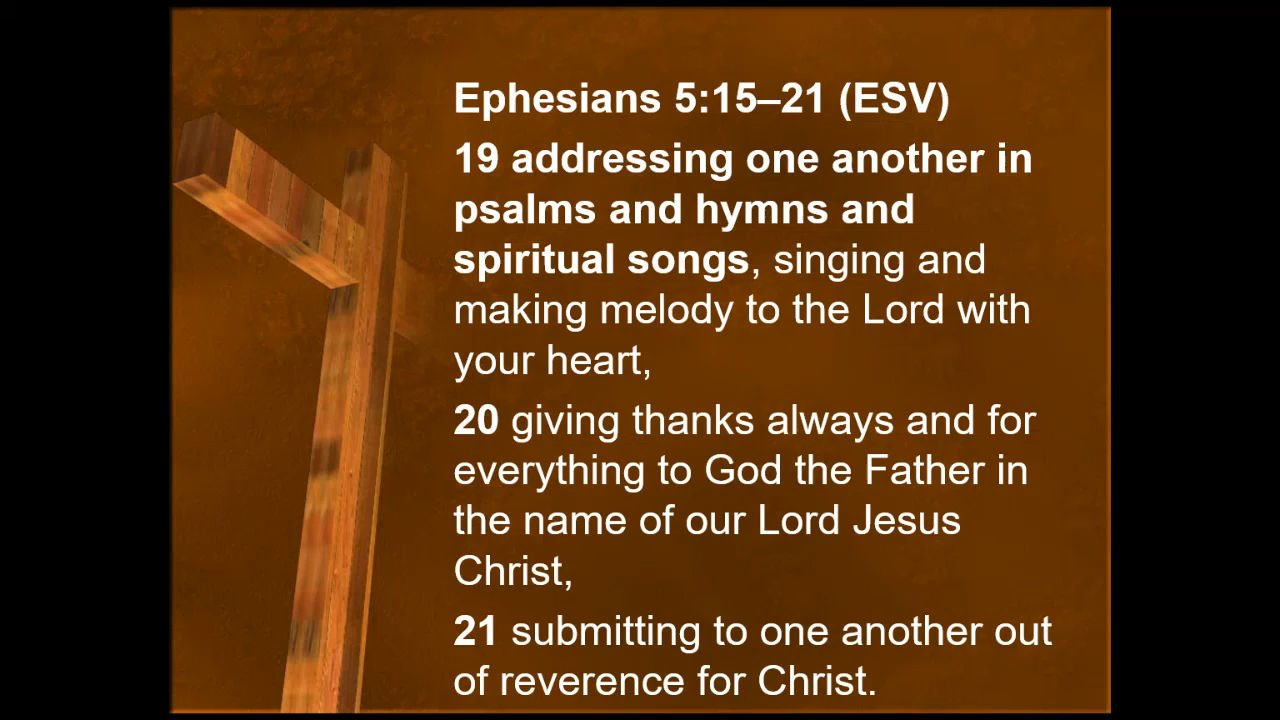 Ephesians 5:15–21 (ESV)
19 addressing one another in
psalms and hymns and
spiritual songs, singing and
making melody to the Lord with
your heart,
20 giving thanks always and for
everything to God the Father in
the name of our Lord Jesus
Christ,
21 submitting to one another out
of reverence for Christ.